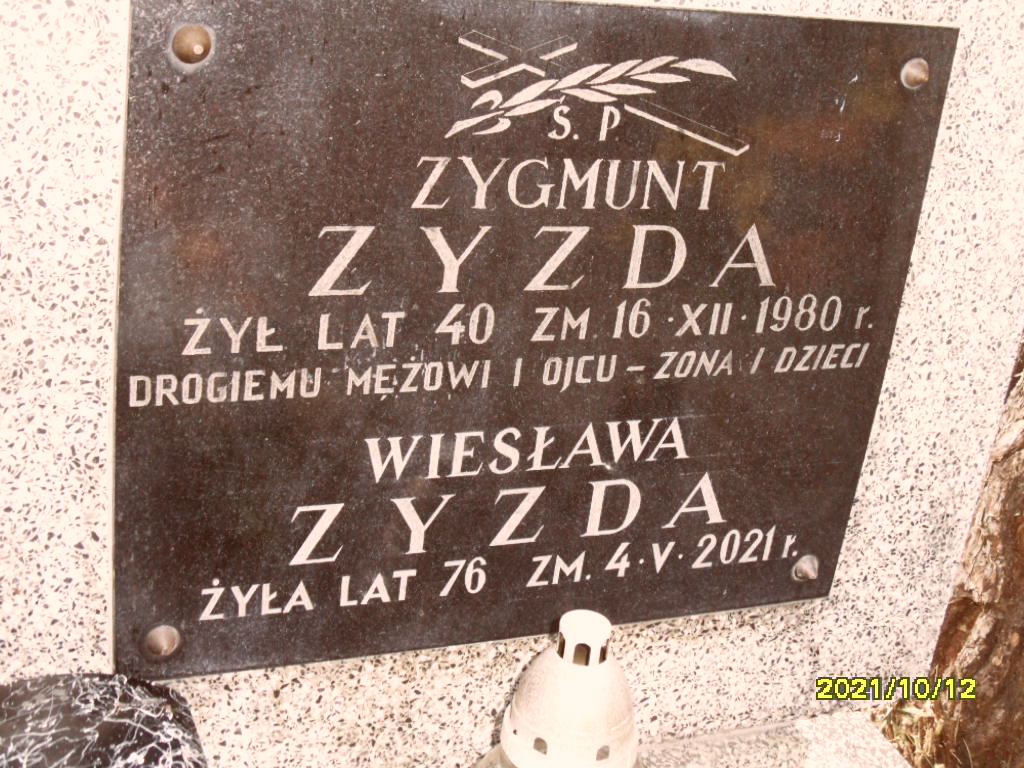 Ś. P
ZYGMUNT
ZYZDA
ŻYŁ LAT 40 ZM. 16·XII·1980 r.
DROGIEMU MĘŻOWI I OJCU – ZONA I DZIECI
WIESŁAWA
ZYZDA
ŻYŁA LAT 76 ZM. 4·V·2021 r.
2021/10/12